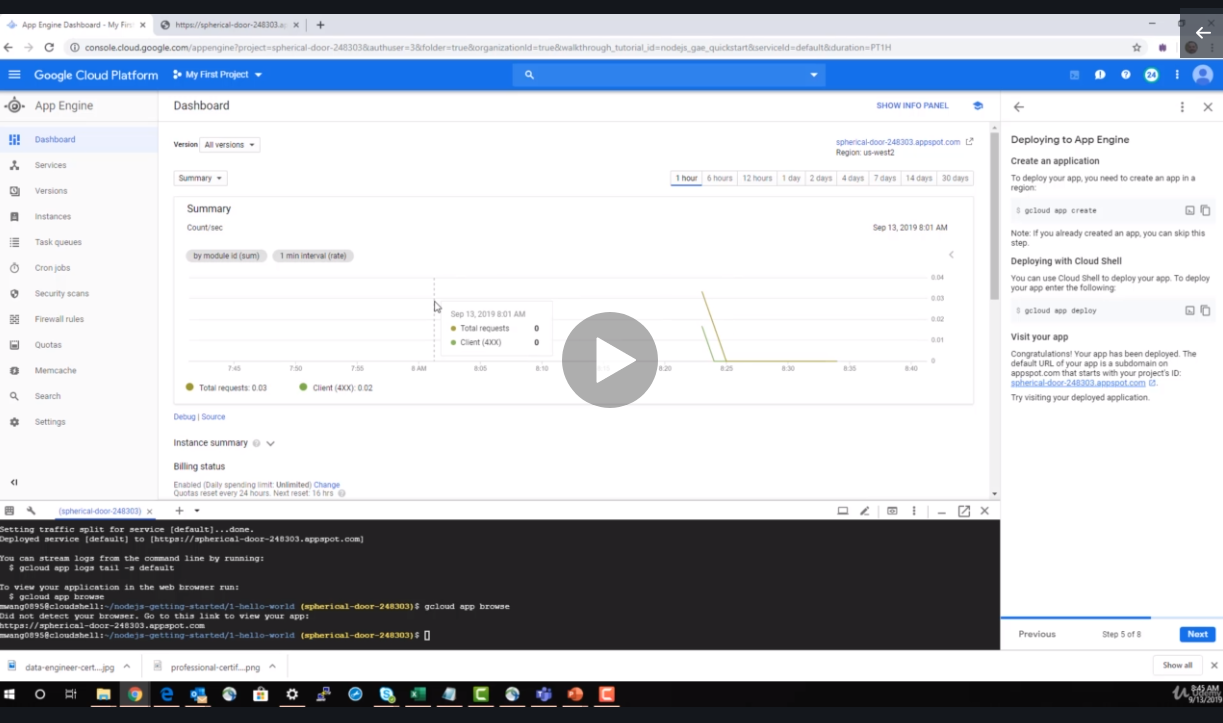 App Engine Dashboard - My Fir
https://spherical-door-248303.a
console.cloud.google.com/appengine?project=spherical-door-248303&authuser=3&folder=true&organizationId=true&walkthrough_tutorial_id=nodejs_gae_quickstart&serviceId=default&duration=PT1H
Google Cloud Platform
My First Project
24
App Engine
Dashboard
Services
Versions
Instances
Task queues
Cron jobs
Security scans
Firewall rules
Quotas
Memcache
Search
Settings
Dashboard
SHOW INFO PANEL
Version All versions
spherical-door-248303.appspot.com
Region: us-west2
Summary
1 hour 6 hours 12 hours 1 day 2 days 4 days 7 days 14 days 30 days
Summary
Count/sec
Sep 13, 2019 8:01 AM
by module id (sum) 1 min interval (rate)
0.04
0.03
0.02
0.01
0
Sep 13, 2019 8:01 AM
Total requests 0
Client (4XX) 0
7:45 7:50 7:55 8 AM 8:05 8:10 8:20 8:25 8:30 8:35 8:40
Total requests: 0.03 Client (4XX): 0.02
Debug | Source
Instance summary
Billing status
Enabled (Daily spending limit: Unlimited) Change
Quotas reset every 24 hours. Next reset: 16 hrs
Deploying to App Engine
Create an application
To deploy your app, you need to create an app in a
region:
$ gcloud app create
Note: If you already created an app, you can skip this
step.
Deploying with Cloud Shell
You can use Cloud Shell to deploy your app. To deploy
your app enter the following:
$ gcloud app deploy
Visit your app
Congratulations! Your app has been deployed. The
default URL of your app is a subdomain on
appspot.com that starts with your project's ID:
spherical-door-248303.appspot.com
Try visiting your deployed application.
Previous Step 5 of 8 Next
(spherical-door-248303)
Setting traffic split for service [default]...done.
Deployed service [default] to [https://spherical-door-248303.appspot.com]
You can stream logs from the command line by running:
$ gcloud app logs tail -s default
To view your application in the web browser run:
$ gcloud app browse
mwang0895@cloudshell:~/nodejs-getting-started/1-hello-world (spherical-door-248303)$ gcloud app browse
Did not detect your browser. Go to this link to view your app:
https://spherical-door-248303.appspot.com
mwang0895@cloudshell:~/nodejs-getting-started/1-hello-world (spherical-door-248303)$
data-engineer-cert....jpg
professional-certif....png
Show all
8:45 AM
Udemy
9/13/2019